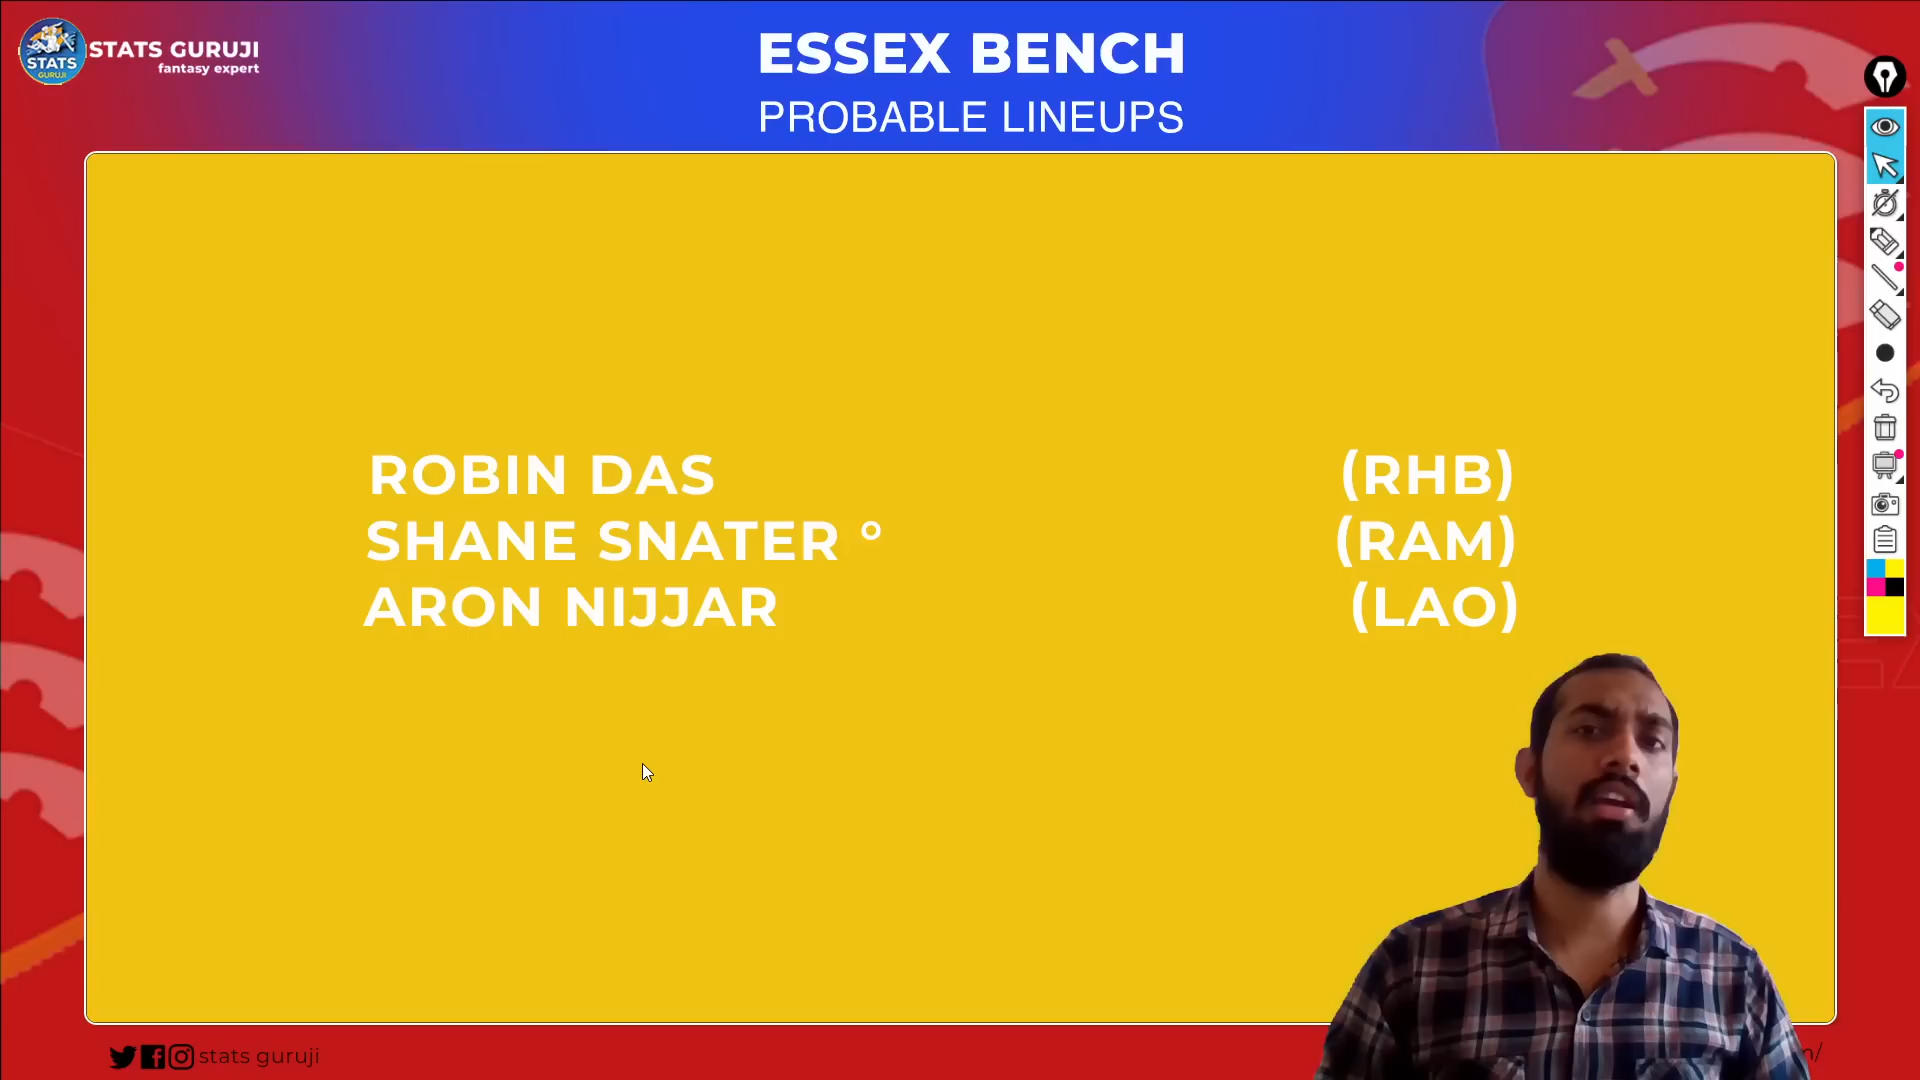 STATS GURUJI
fantasy expert
STATS
GURUJI
ESSEX BENCH
PROBABLE LINEUPS
ROBIN DAS (RHB)
SHANE SNATER ° (RAM)
ARON NIJJAR (LAO)
stats guruji